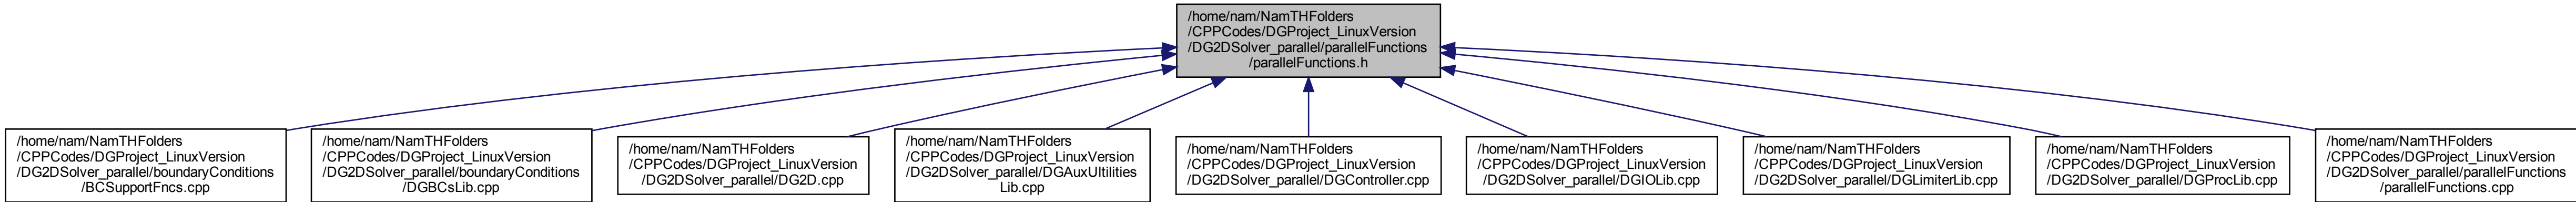 /home/nam/NamTHFolders
/CPPCodes/DGProject_LinuxVersion
/DG2DSolver_parallel/parallelFunctions
/parallelFunctions.h
/home/nam/NamTHFolders
/CPPCodes/DGProject_LinuxVersion
/DG2DSolver_parallel/boundaryConditions
/BCSupportFncs.cpp
/home/nam/NamTHFolders
/CPPCodes/DGProject_LinuxVersion
/DG2DSolver_parallel/boundaryConditions
/DGBCsLib.cpp
/home/nam/NamTHFolders
/CPPCodes/DGProject_LinuxVersion
/DG2DSolver_parallel/DG2D.cpp
/home/nam/NamTHFolders
/CPPCodes/DGProject_LinuxVersion
/DG2DSolver_parallel/DGAuxUltilities
Lib.cpp
/home/nam/NamTHFolders
/CPPCodes/DGProject_LinuxVersion
/DG2DSolver_parallel/DGController.cpp
/home/nam/NamTHFolders
/CPPCodes/DGProject_LinuxVersion
/DG2DSolver_parallel/DGIOLib.cpp
/home/nam/NamTHFolders
/CPPCodes/DGProject_LinuxVersion
/DG2DSolver_parallel/DGLimiterLib.cpp
/home/nam/NamTHFolders
/CPPCodes/DGProject_LinuxVersion
/DG2DSolver_parallel/DGProcLib.cpp
/home/nam/NamTHFolders
/CPPCodes/DGProject_LinuxVersion
/DG2DSolver_parallel/parallelFunctions
/parallelFunctions.cpp